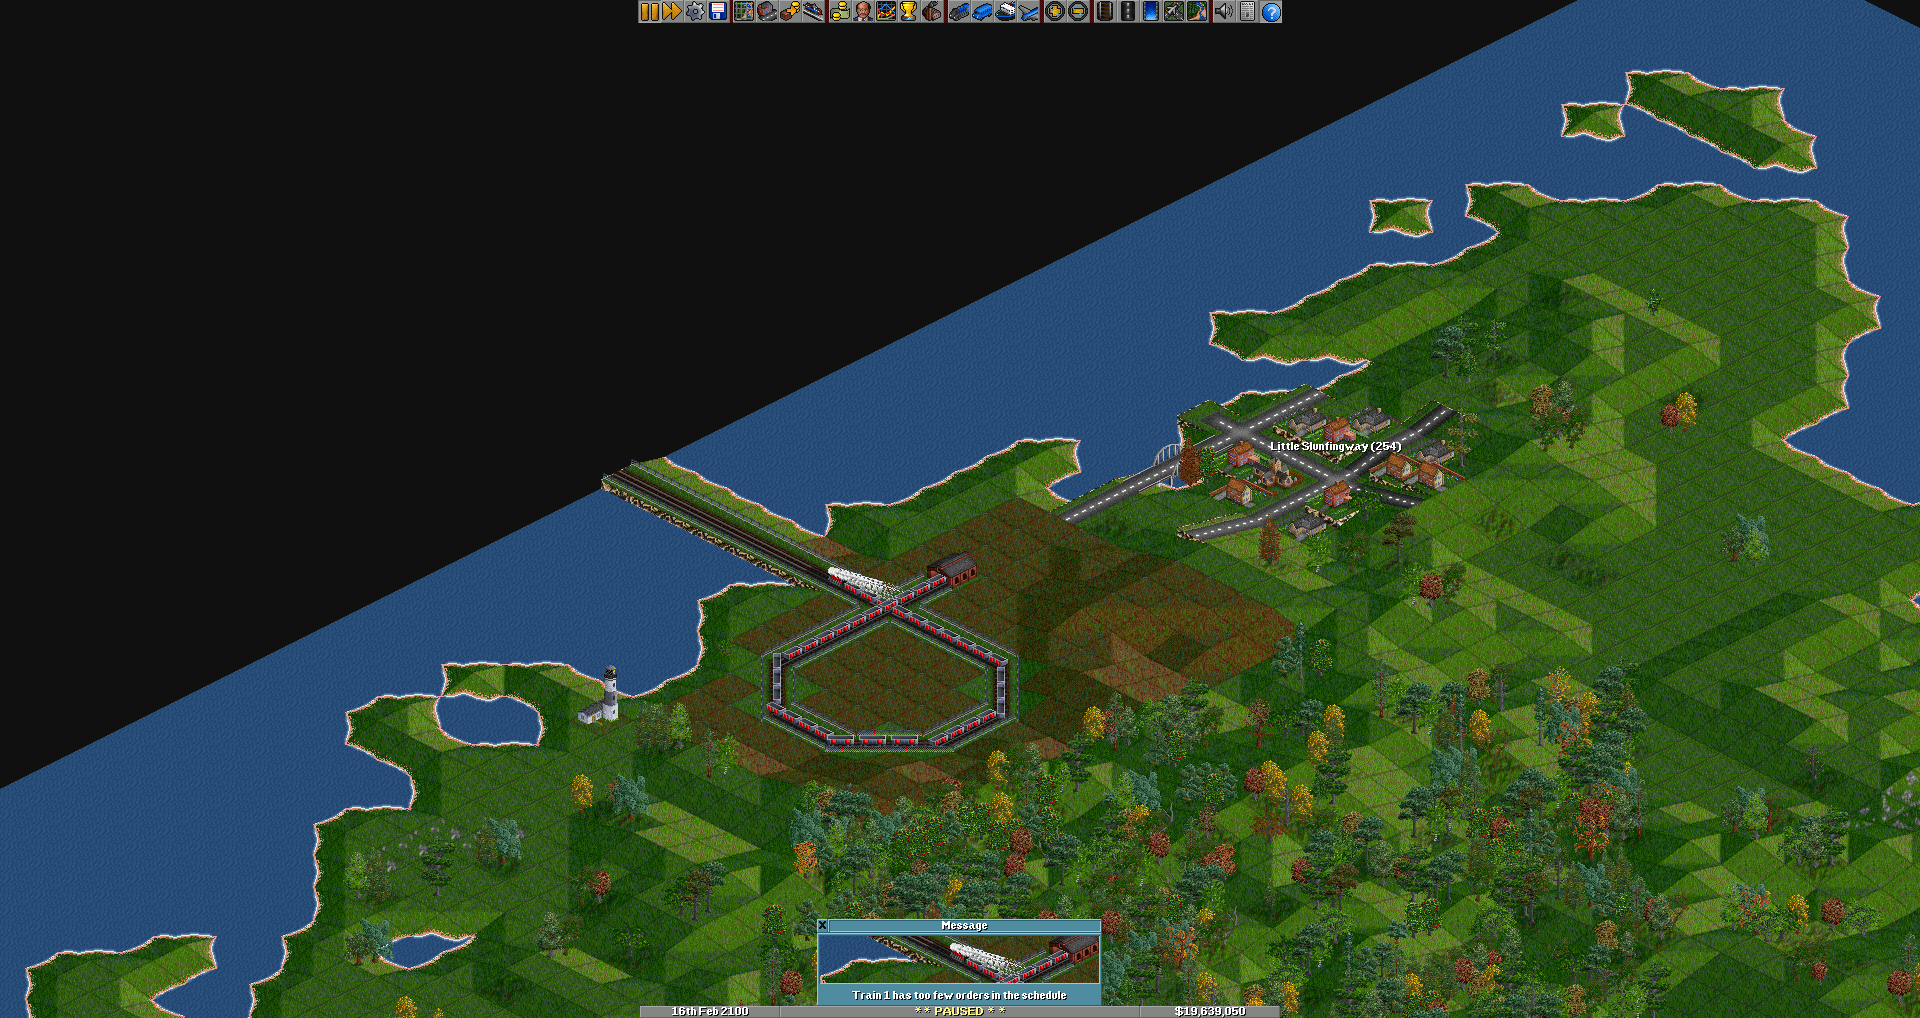 Little Slunfingway (254)
Message
Train 1 has too few orders in the schedule
16th Feb 2100
* * PAUSED * *
$19,639,050